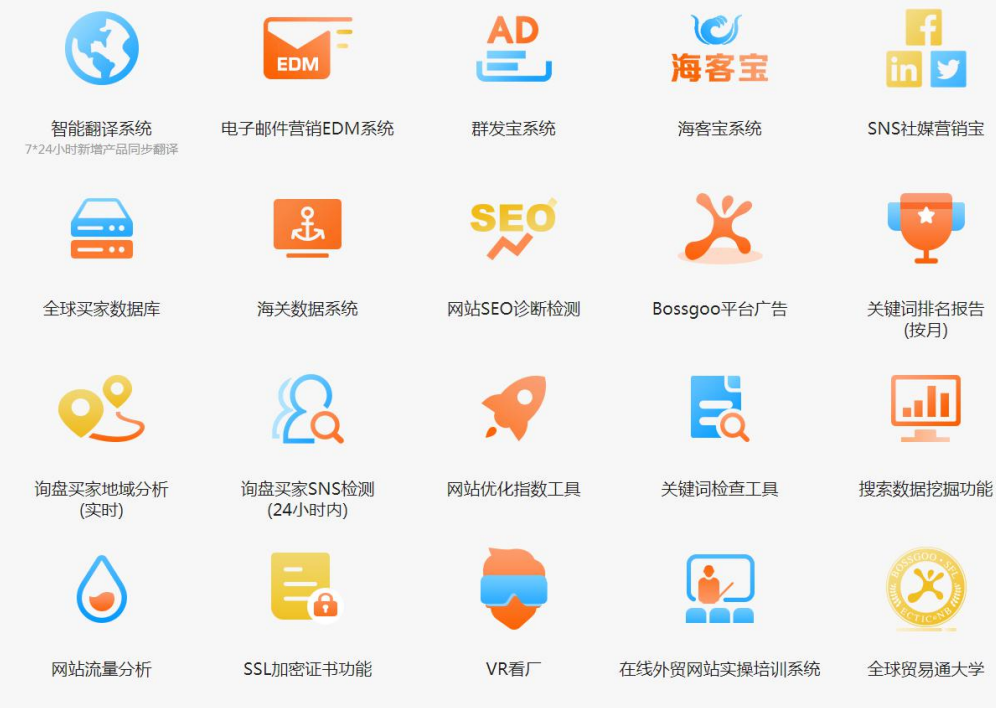 EDM
AD
海客宝
f
in
智能翻译系统
7*24小时新增产品同步翻译
电子邮件营销EDM系统
群发宝系统
海客宝系统
SNS社媒营销宝
SEO
全球买家数据库
海关数据系统
网站SEO诊断检测
Bossgoo平台广告
关键词排名报告
(按月)
询盘买家地域分析
(实时)
询盘买家SNS检测
(24小时内)
网站优化指数工具
关键词检查工具
搜索数据挖掘功能
BOSSGOO
网站流量分析
SSL加密证书功能
VR看厂
在线外贸网站实操培训系统
全球贸易通大学